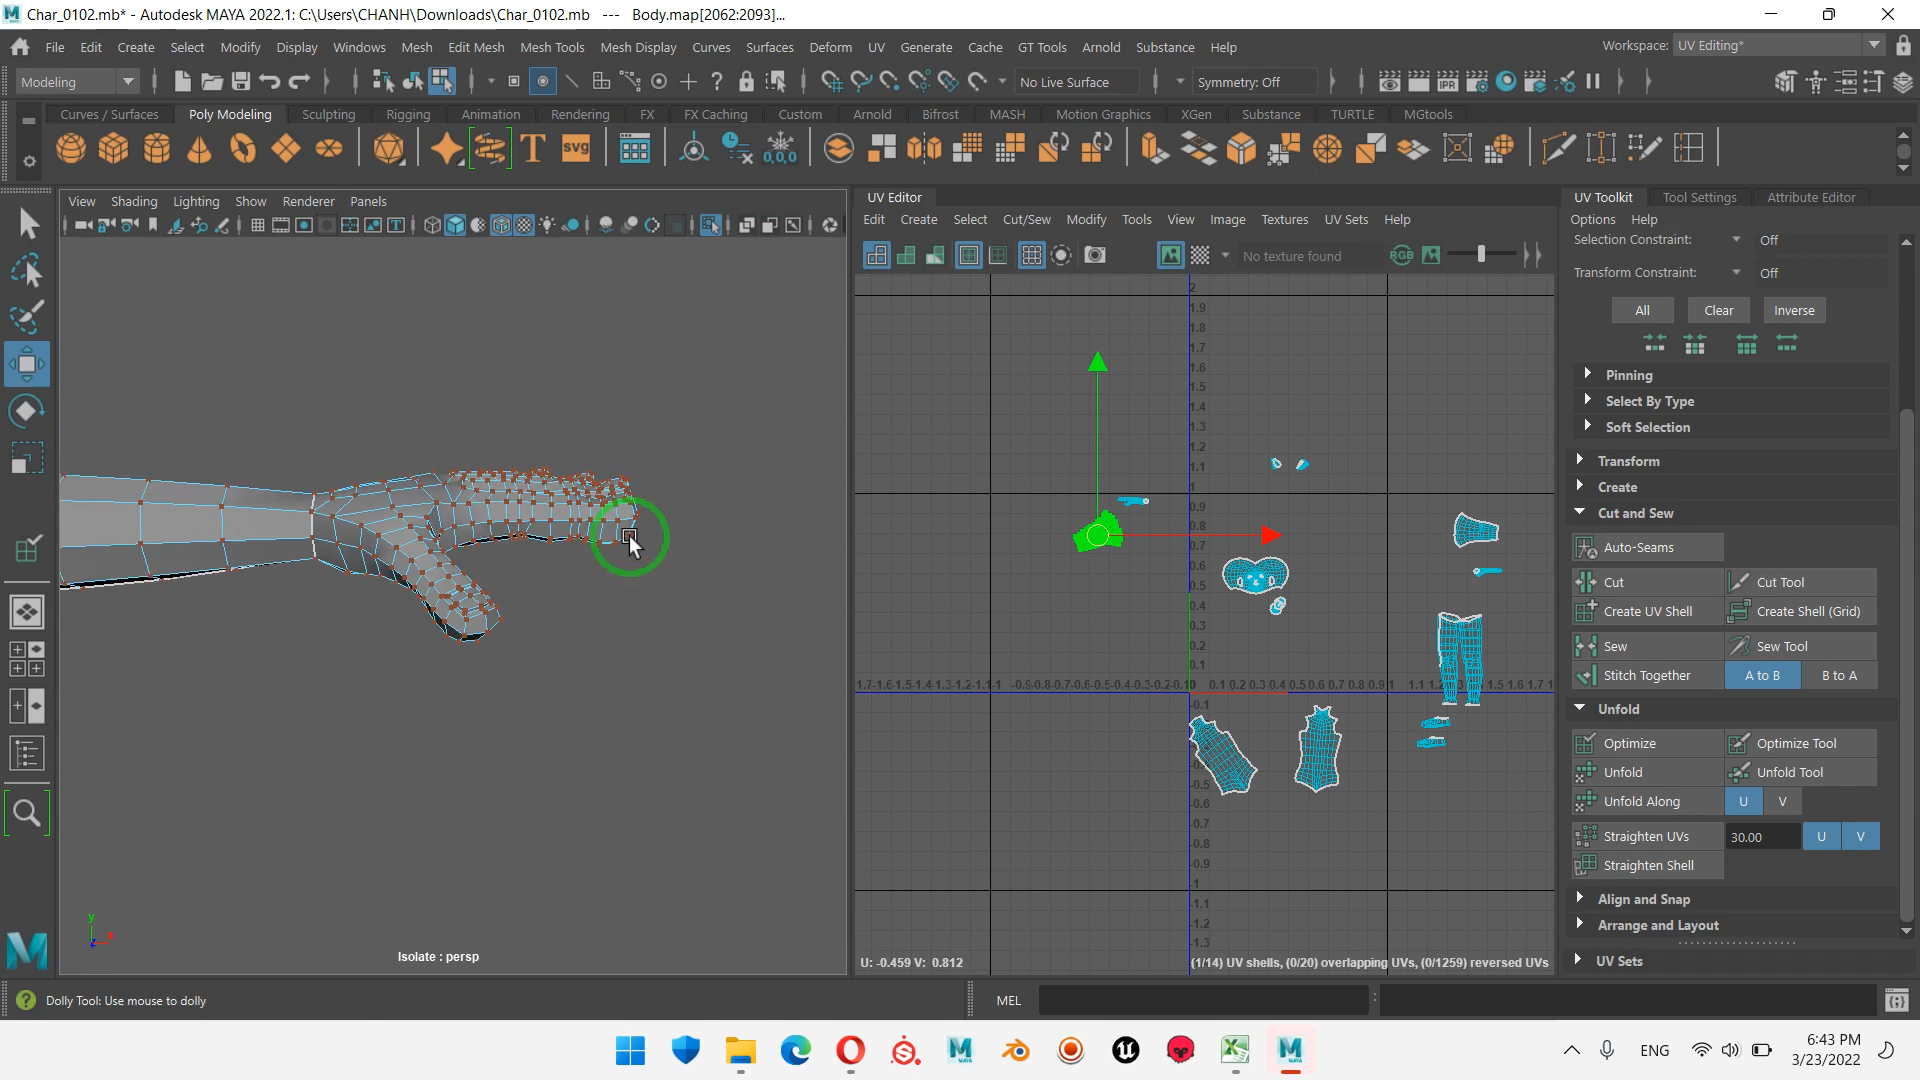 Char_0102.mb* - Autodesk MAYA 2022.1: C:\Users\CHANH\Downloads\Char_0102.mb --- Body.map[2062:2093]...
File Edit Create Select Modify Display Windows Mesh Edit Mesh Mesh Tools Mesh Display Curves Surfaces Deform UV Generate Cache GT Tools Arnold Substance Help
Workspace: UV Editing*
Modeling No Live Surface Symmetry: Off
Curves / Surfaces Poly Modeling Sculpting Rigging Animation Rendering FX FX Caching Custom Arnold Bifrost MASH Motion Graphics XGen Substance TURTLE MGtools
View Shading Lighting Show Renderer Panels
UV Editor
Edit Create Select Cut/Sew Modify Tools View Image Textures UV Sets Help
No texture found
UV Toolkit Tool Settings Attribute Editor
Options Help
Selection Constraint: Off
Transform Constraint: Off
All Clear Inverse
Pinning
Select By Type
Soft Selection
Transform
Create
Cut and Sew
Auto-Seams
Cut Cut Tool
Create UV Shell Create Shell (Grid)
Sew Sew Tool
Stitch Together A to B B to A
Unfold
Optimize Optimize Tool
Unfold Unfold Tool
Unfold Along U V
Straighten UVs 30.00 U V
Straighten Shell
Align and Snap
Arrange and Layout
UV Sets
Isolate : persp
U: -0.459 V: 0.812
(1/14) UV shells, (0/20) overlapping UVs, (0/1259) reversed UVs
Dolly Tool: Use mouse to dolly
MEL
ENG
6:43 PM
3/23/2022